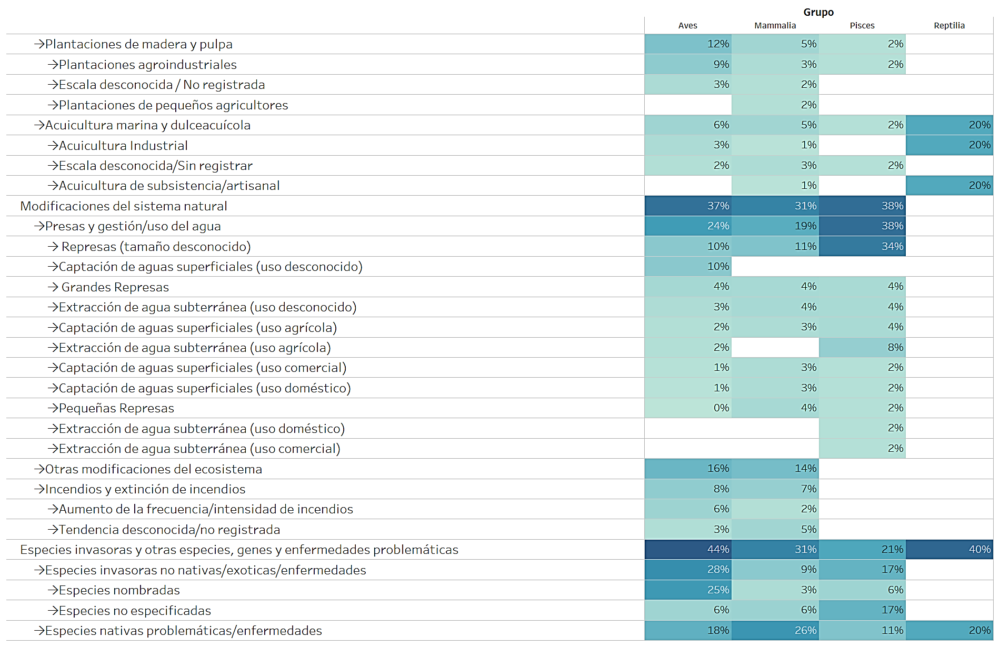 Grupo
Aves Mammalia Pisces Reptilia
→Plantaciones de madera y pulpa 12% 5% 2%
→Plantaciones agroindustriales 9% 3% 2%
→Escala desconocida / No registrada 3% 2%
→Plantaciones de pequeños agricultores 2%
→Acuicultura marina y dulceacuícola 6% 5% 2% 20%
→Acuicultura Industrial 3% 1% 20%
→Escala desconocida/Sin registrar 2% 3% 2%
→Acuicultura de subsistencia/artisanal 1% 20%
Modificaciones del sistema natural 37% 31% 38%
→Presas y gestión/uso del agua 24% 19% 38%
→ Represas (tamaño desconocido) 10% 11% 34%
→Captación de aguas superficiales (uso desconocido) 10%
→ Grandes Represas 4% 4% 4%
→Extracción de agua subterránea (uso desconocido) 3% 4% 4%
→Captación de aguas superficiales (uso agrícola) 2% 3% 4%
→Extracción de agua subterránea (uso agrícola) 2% 8%
→Captación de aguas superficiales (uso comercial) 1% 3% 2%
→Captación de aguas superficiales (uso doméstico) 1% 3% 2%
→Pequeñas Represas 0% 4% 2%
→Extracción de agua subterránea (uso doméstico) 2%
→Extracción de agua subterránea (uso comercial) 2%
→Otras modificaciones del ecosistema 16% 14%
→Incendios y extinción de incendios 8% 7%
→Aumento de la frecuencia/intensidad de incendios 6% 2%
→Tendencia desconocida/no registrada 3% 5%
Especies invasoras y otras especies, genes y enfermedades problemáticas 44% 31% 21% 40%
→Especies invasoras no nativas/exoticas/enfermedades 28% 9% 17%
→Especies nombradas 25% 3% 6%
→Especies no especificadas 6% 6% 17%
→Especies nativas problemáticas/enfermedades 18% 26% 11% 20%